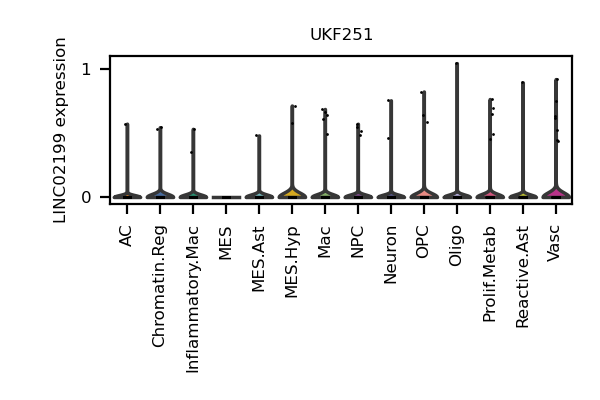 UKF251
LINC02199 expression
1
0
AC
Chromatin.Reg
Inflammatory.Mac
MES
MES.Ast
MES.Hyp
Mac
NPC
Neuron
OPC
Oligo
Prolif.Metab
Reactive.Ast
Vasc